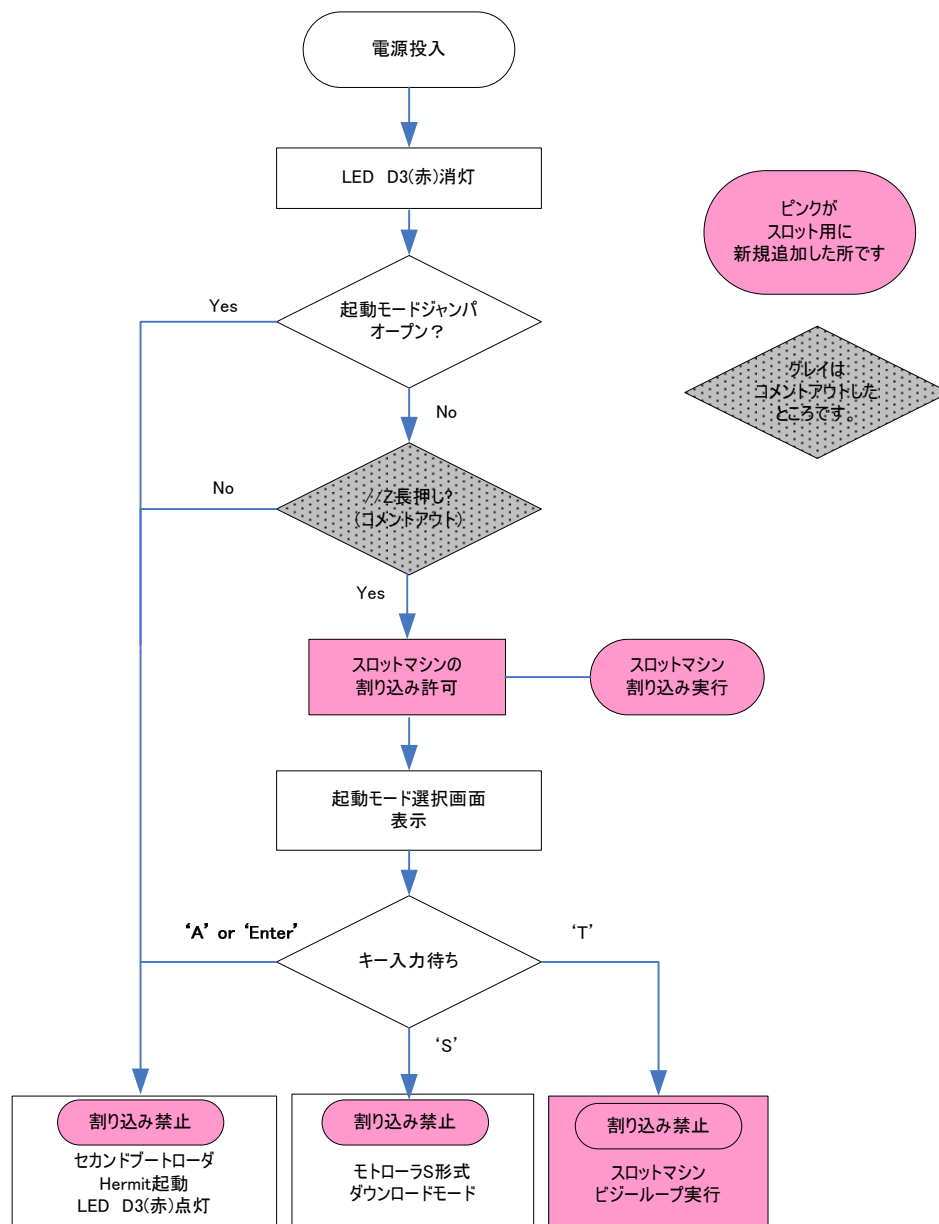 電源投入
LED D3(赤)消灯
ピンクが
スロット用に
新規追加した所です
Yes
起動モードジャンパ
オープン？
グレイは
コメントアウトした
ところです。
No
No
//Z長押し?
(コメントアウト)
Yes
スロットマシンの
割り込み許可
スロットマシン
割り込み実行
起動モード選択画面
表示
‘A’ or ‘Enter’
‘T’
キー入力待ち
‘S’
割り込み禁止
セカンドブートローダ
Hermit起動
LED D3(赤)点灯
割り込み禁止
モトローラS形式
ダウンロードモード
割り込み禁止
スロットマシン
ビジーループ実行